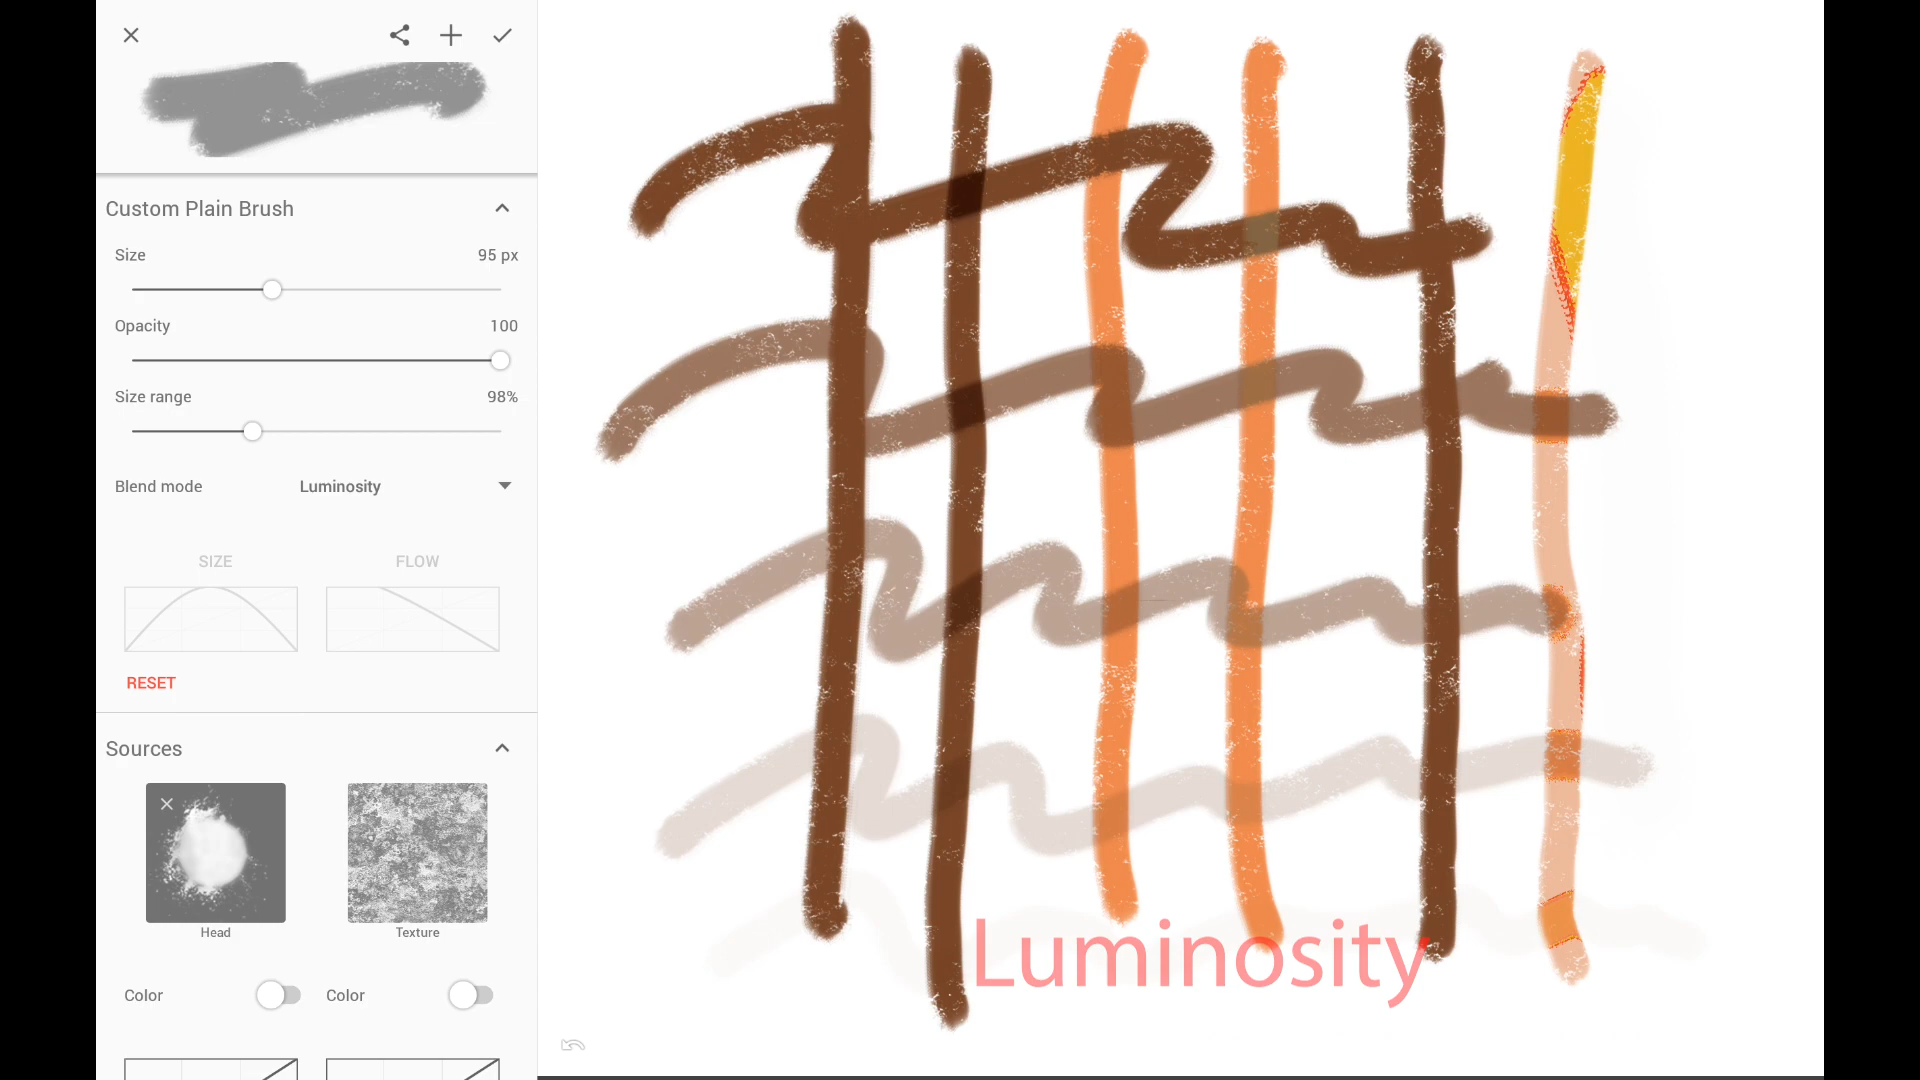 Custom Plain Brush
Size 95 px
Opacity 100
Size range 98%
Blend mode Luminosity
SIZE FLOW
RESET
Sources
Head Texture
Color Color
Luminosity